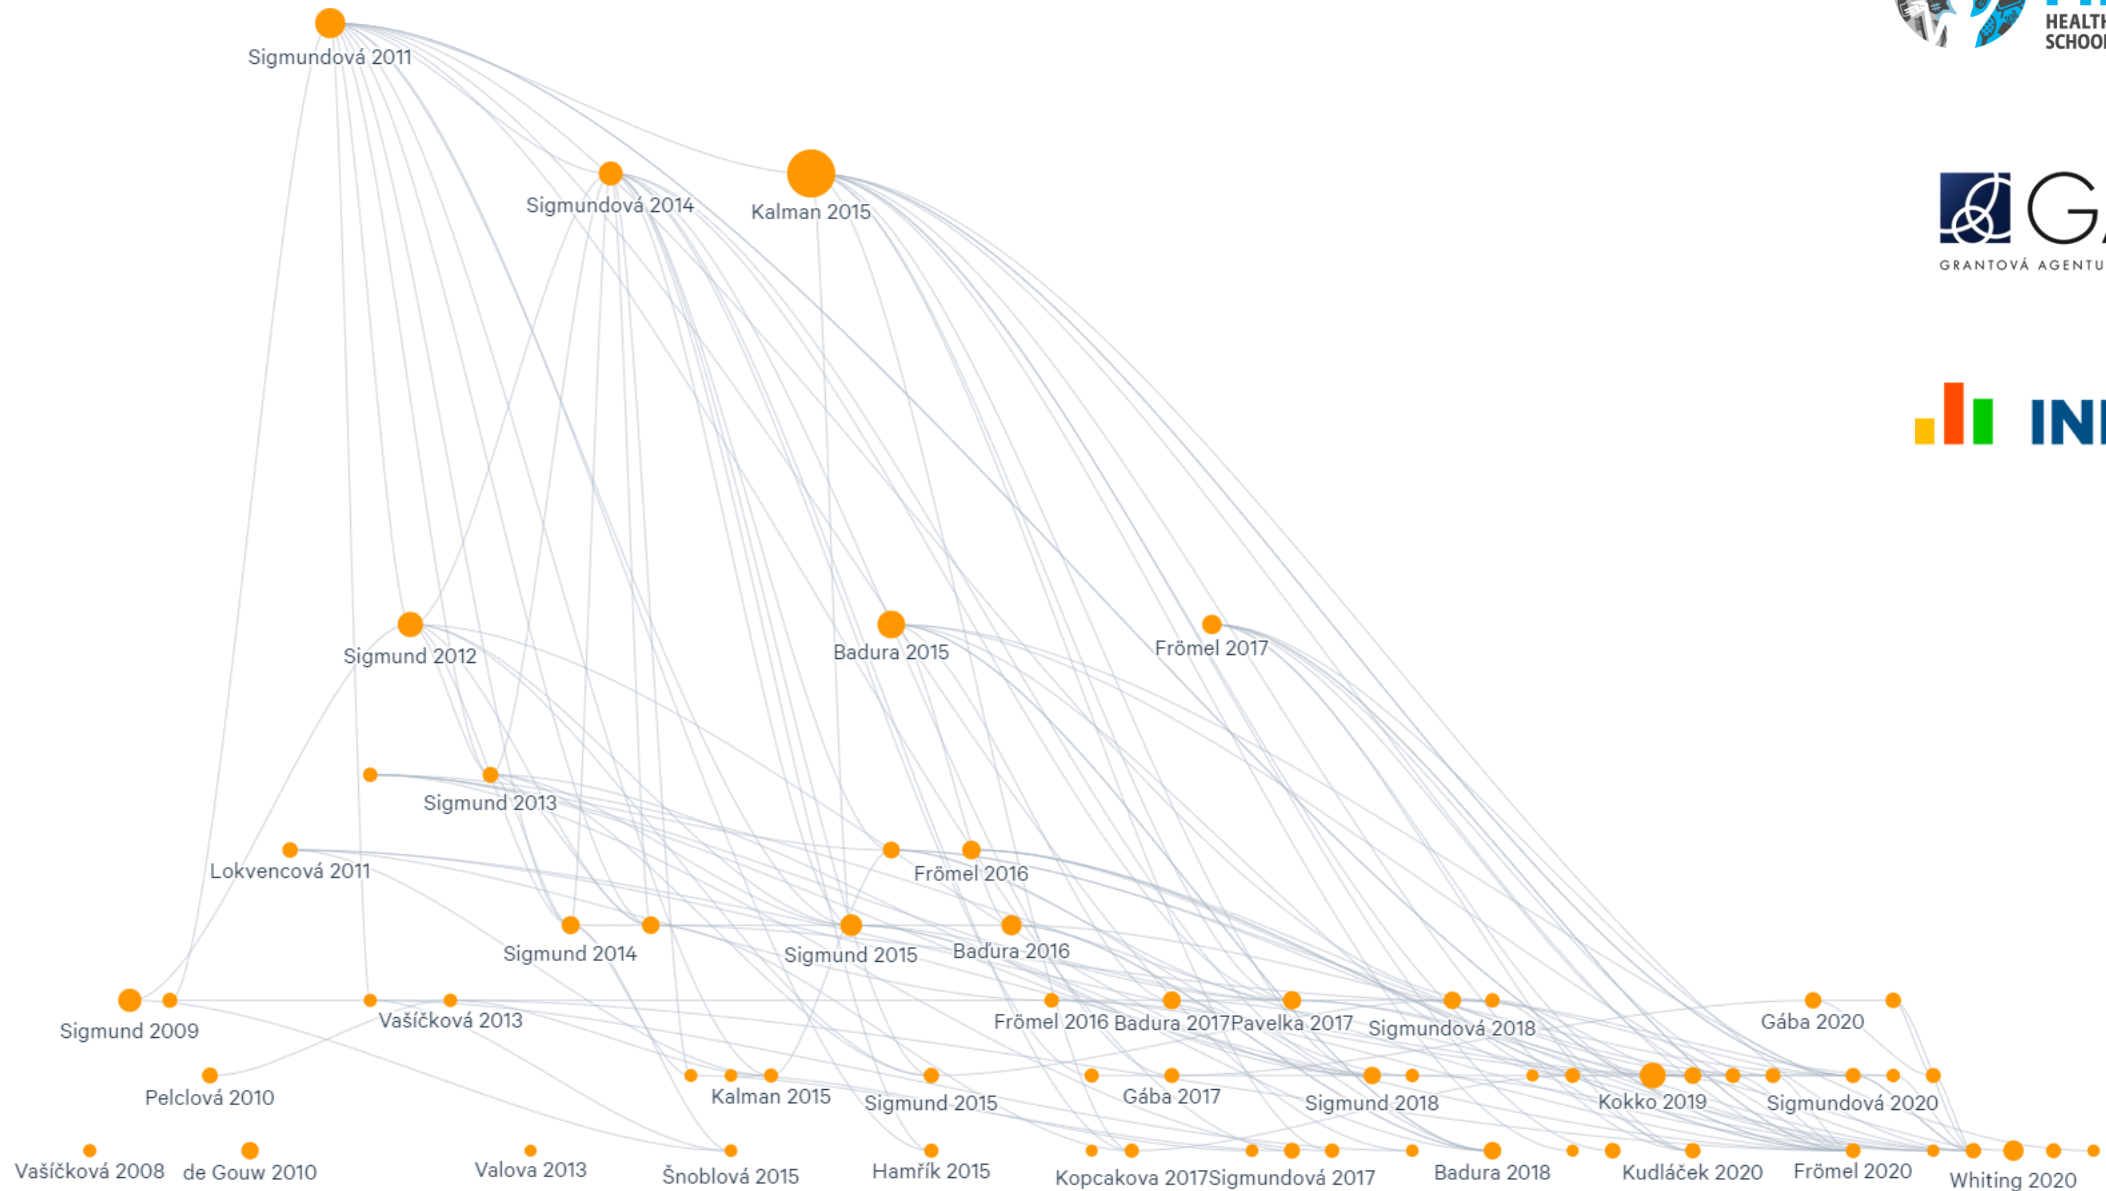 HEALTH
SCHOOL
Sigmundová 2011
Sigmundová 2014
Kalman 2015
GRANTOVÁ AGENTU
Sigmund 2012
Badura 2015
Frömel 2017
Sigmund 2013
Lokvencová 2011
Frömel 2016
Sigmund 2014
Sigmund 2015
Baďura 2016
Sigmund 2009
Vašíčková 2013
Frömel 2016
Badura 2017
Pavelka 2017
Sigmundová 2018
Gába 2020
Pelclová 2010
Kalman 2015
Sigmund 2015
Gába 2017
Sigmund 2018
Kokko 2019
Sigmundová 2020
Vašíčková 2008
de Gouw 2010
Valova 2013
Šnoblová 2015
Hamřík 2015
Kopcakova 2017
Sigmundová 2017
Badura 2018
Kudláček 2020
Frömel 2020
Whiting 2020